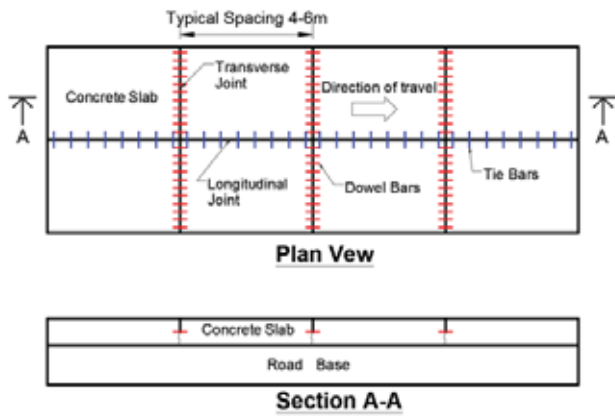 Typical Spacing 4-6m
Transverse
Joint
Concrete Slab
Direction of travel
A
A
Longitudinal
Joint
Dowel Bars
Tie Bars
Plan Vew
Concrete Slab
Road Base
Section A-A